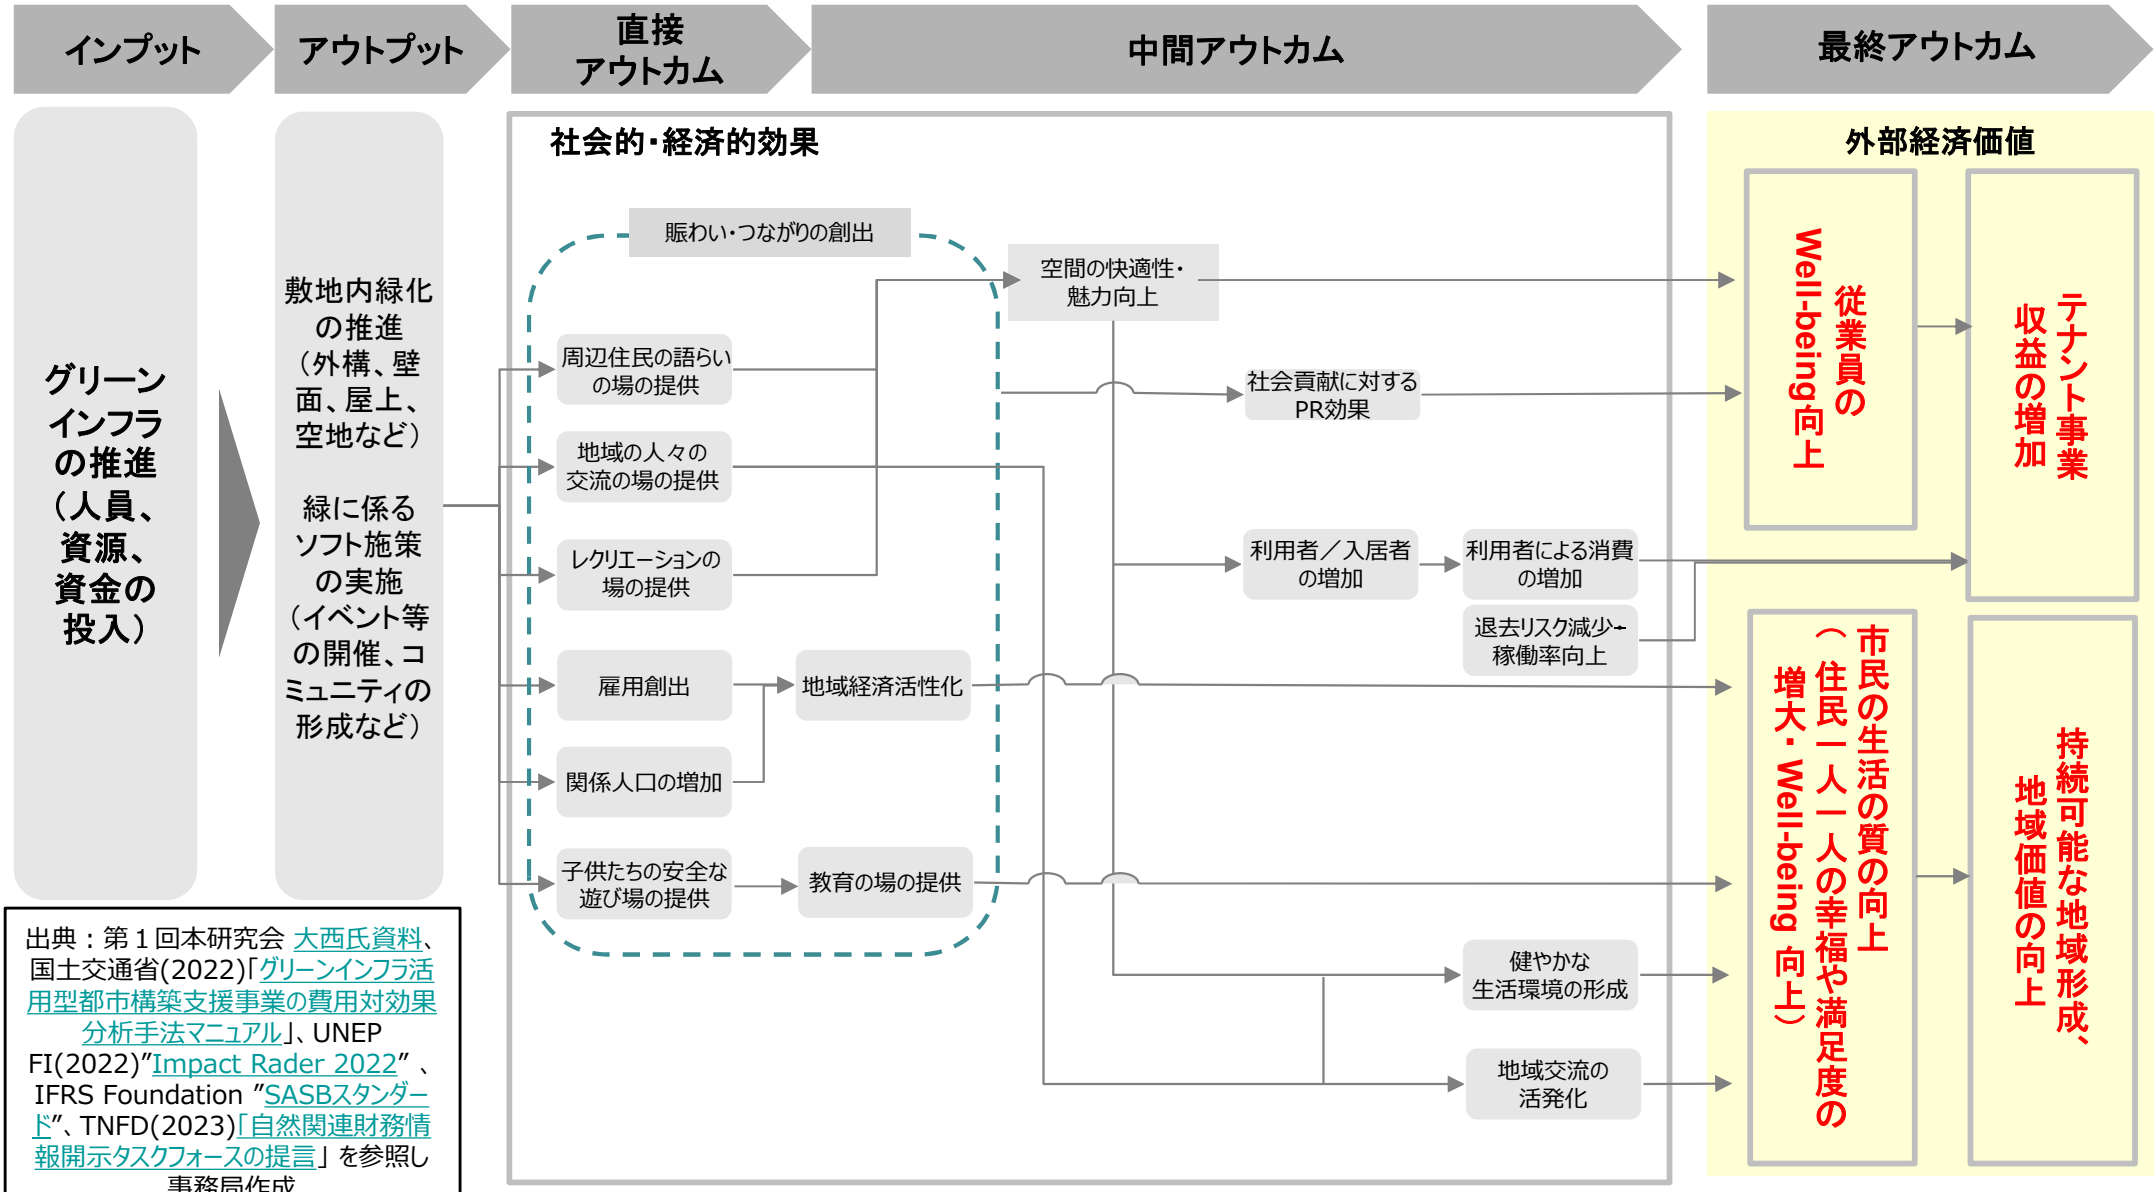 インプット
アウトプット
直接
アウトカム
中間アウトカム
最終アウトカム
グリーン
インフラ
の推進
（人員、
資源、
資金の
投入）
敷地内緑化
の推進
（外構、壁
面、屋上、
空地など）
緑に係る
ソフト施策
の実施
（イベント等
の開催、コ
ミュニティの
形成など）
社会的・経済的効果
賑わい・つながりの創出
周辺住民の語らい
の場の提供
地域の人々の
交流の場の提供
レクリエーションの
場の提供
雇用創出
関係人口の増加
子供たちの安全な
遊び場の提供
地域経済活性化
教育の場の提供
空間の快適性・
魅力向上
社会貢献に対する
PR効果
利用者／入居者
の増加
利用者による消費
の増加
退去リスク減少・
稼働率向上
健やかな
生活環境の形成
地域交流の
活発化
外部経済価値
従業員の
Well-being向上
テナント事業
収益の増加
市民の生活の質の向上
（住民一人一人の幸福や満足度の
増大・Well-being 向上）
持続可能な地域形成、
地域価値の向上
出典：第１回本研究会 大西氏資料、
国土交通省(2022)「グリーンインフラ活
用型都市構築支援事業の費用対効果
分析手法マニュアル」、UNEP
FI(2022)”Impact Rader 2022” 、
IFRS Foundation ”SASBスタンダー
ド”、TNFD(2023)「自然関連財務情
報開示タスクフォースの提言」を参照し
事務局作成